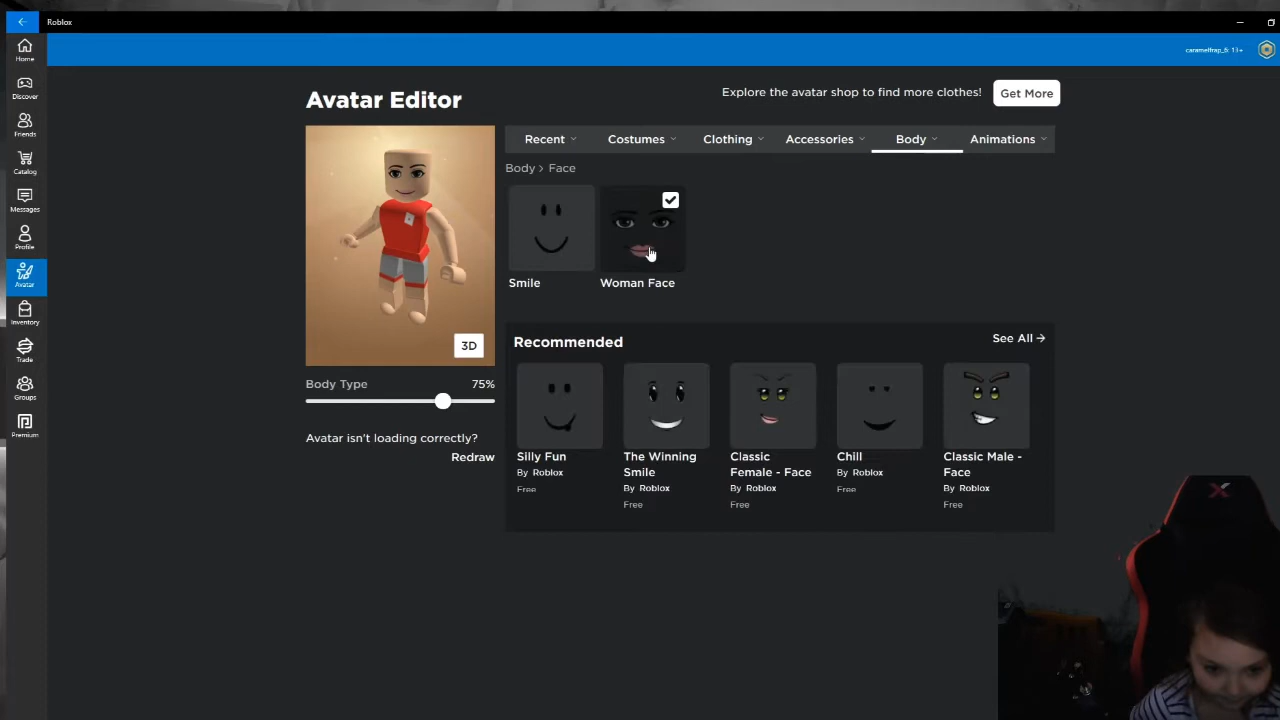 Roblox
caramelfrap_6: 13+
Home
Discover
Friends
Catalog
Messages
Profile
Avatar
Inventory
Trade
Groups
Premium
Avatar Editor
Explore the avatar shop to find more clothes!
Get More
Recent
Costumes
Clothing
Accessories
Body
Animations
Body > Face
Smile
Woman Face
3D
Body Type
75%
Avatar isn't loading correctly?
Redraw
Recommended
See All
Silly Fun
By Roblox
Free
The Winning
Smile
By Roblox
Free
Classic
Female - Face
By Roblox
Free
Chill
By Roblox
Free
Classic Male -
Face
By Roblox
Free